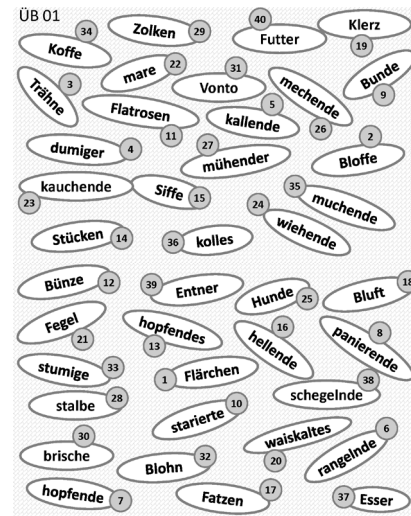 ÜB 01
Koffe 34
Zolken 29
Futter 40
Klerz 19
Trähne 3
mare 22
Vonto 31
mechende 26
Bunde 9
Flatrosen 11
kallende 5
dumiger 4
mühender 27
Bloffe 2
kauchende 23
Siffe 15
muchende 35
wiehende 24
Stücken 14
kolles 36
Bünze 12
Entner 39
Hunde 25
Bluft 18
Fegel 21
hopfendes 13
hellende 16
panierende 8
stumige 33
Flärchen 1
schegelnde 38
stalbe 28
starierte 10
waiskaltes 20
rangelnde 6
brische 30
Blohn 32
hopfende 7
Fatzen 17
Esser 37